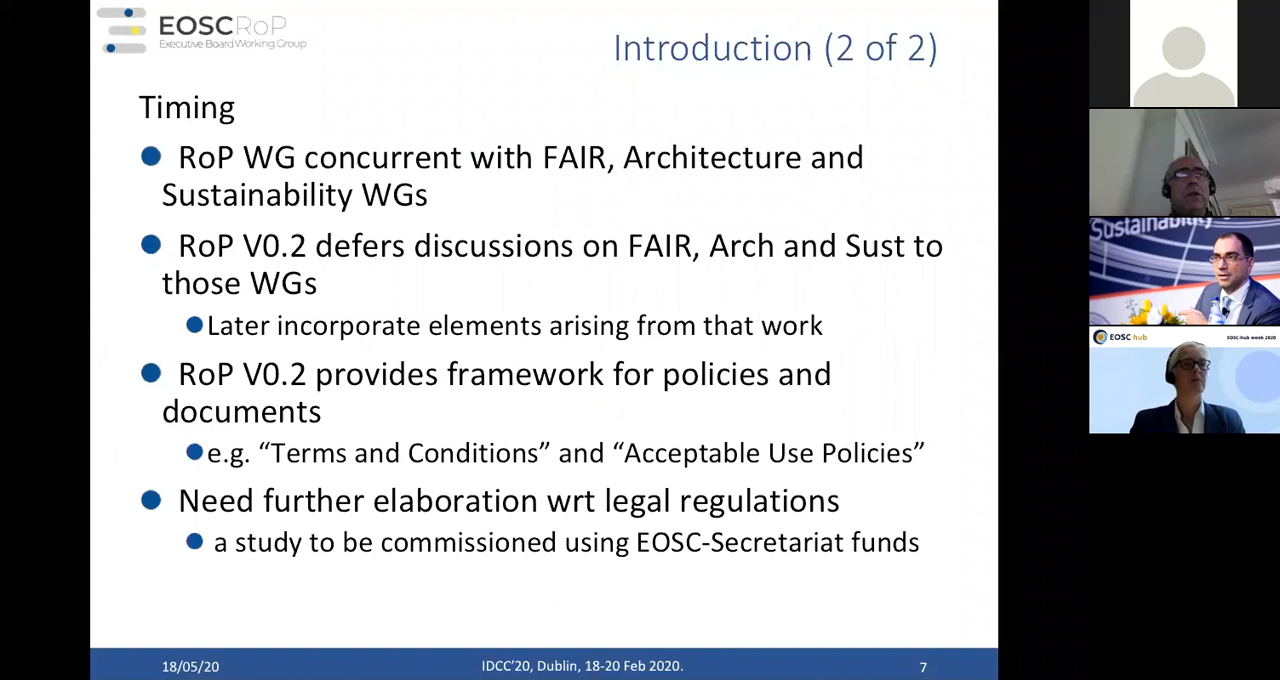 EOSC RoP
Executive Board Working Group
Introduction (2 of 2)
Timing
RoP WG concurrent with FAIR, Architecture and
Sustainability WGs
RoP V0.2 defers discussions on FAIR, Arch and Sust to
those WGs
Later incorporate elements arising from that work
RoP V0.2 provides framework for policies and
documents
e.g. “Terms and Conditions” and “Acceptable Use Policies”
Need further elaboration wrt legal regulations
a study to be commissioned using EOSC-Secretariat funds
18/05/20
IDCC’20, Dublin, 18-20 Feb 2020.
7
Sustainability
EOSC hub
EOSC-hub week 2020